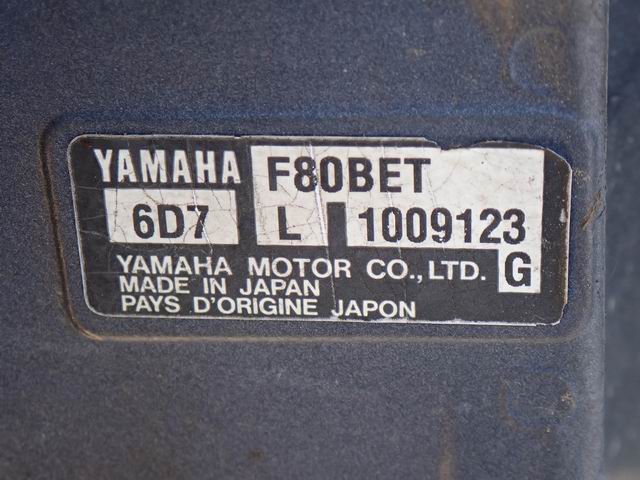 YAMAHA F80BET
6D7 L 1009123
YAMAHA MOTOR CO.,LTD. G
MADE IN JAPAN
PAYS D'ORIGINE JAPON